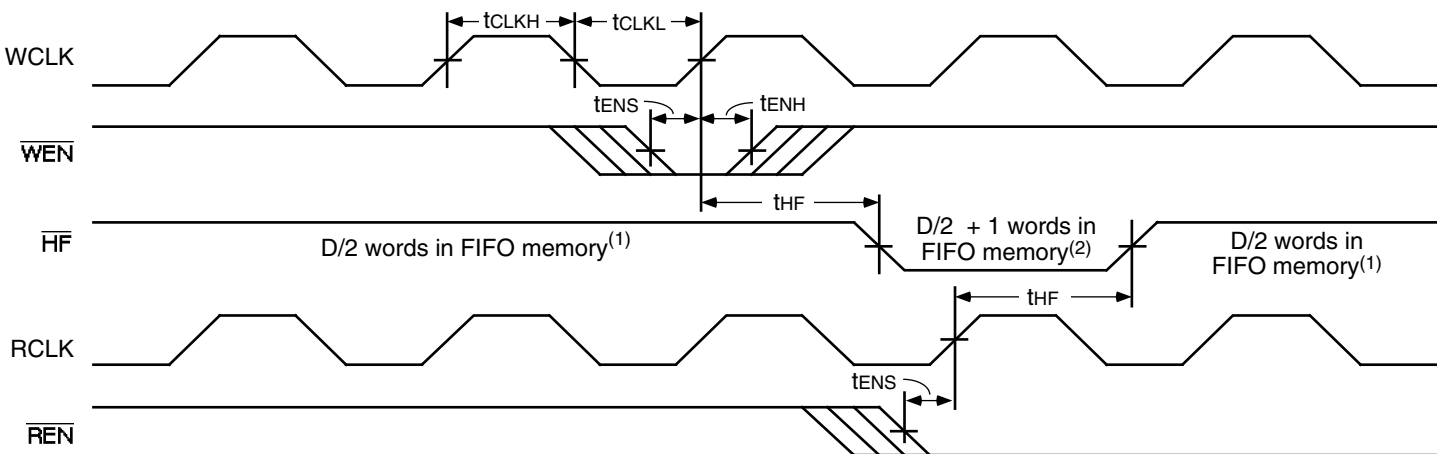 tCLKH
tCLKL
WCLK
tENS
tENH
WEN
tHF
HF
D/2 words in FIFO memory(1)
D/2 + 1 words in
FIFO memory(2)
D/2 words in
FIFO memory(1)
tHF
RCLK
tENS
REN